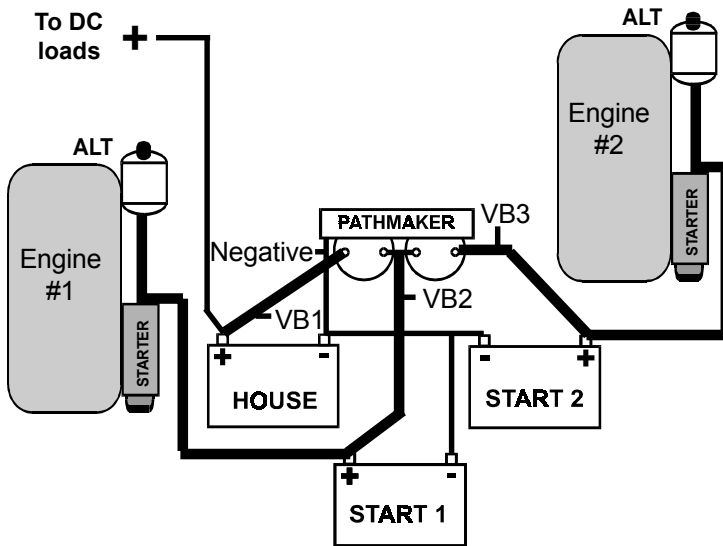 To DC
loads
+
ALT
Engine
#2
STARTER
ALT
Engine
#1
STARTER
PATHMAKER
VB3
Negative
VB2
VB1
+
-
HOUSE
-
+
START 2
+
-
START 1